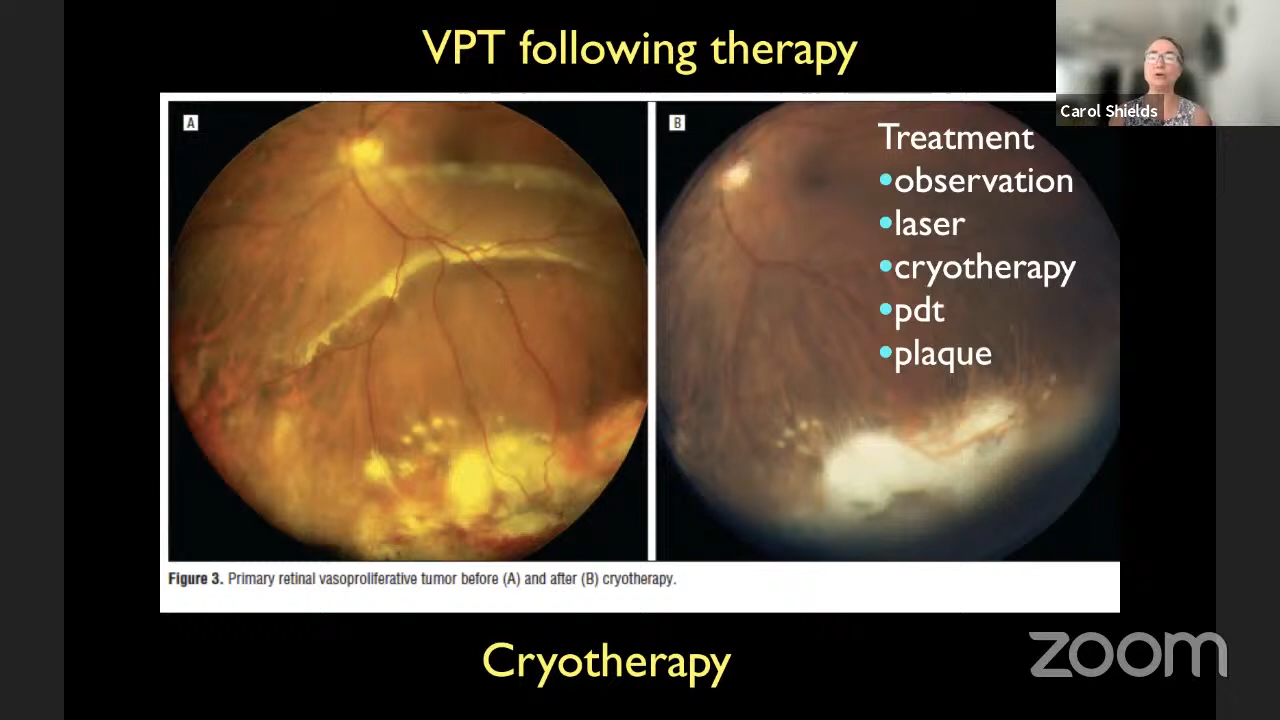 VPT following therapy
Carol Shields
A
B
Treatment
•observation
•laser
•cryotherapy
•pdt
•plaque
Figure 3. Primary retinal vasoproliferative tumor before (A) and after (B) cryotherapy.
Cryotherapy
zoom